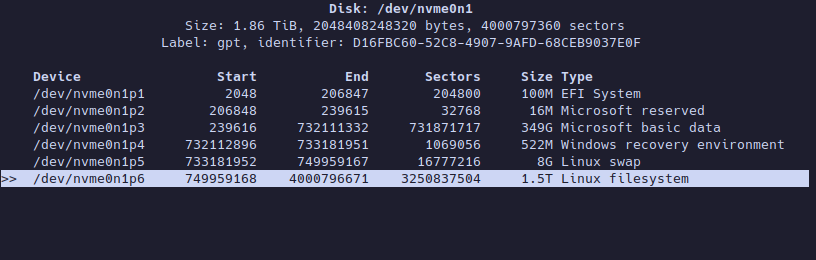 Disk: /dev/nvme0n1
Size: 1.86 TiB, 2048408248320 bytes, 4000797360 sectors
Label: gpt, identifier: D16FBC60-52C8-4907-9AFD-68CEB9037E0F
Device Start End Sectors Size Type
/dev/nvme0n1p1 2048 206847 204800 100M EFI System
/dev/nvme0n1p2 206848 239615 32768 16M Microsoft reserved
/dev/nvme0n1p3 239616 732111332 731871717 349G Microsoft basic data
/dev/nvme0n1p4 732112896 733181951 1069056 522M Windows recovery environment
/dev/nvme0n1p5 733181952 749959167 16777216 8G Linux swap
>> /dev/nvme0n1p6 749959168 4000796671 3250837504 1.5T Linux filesystem